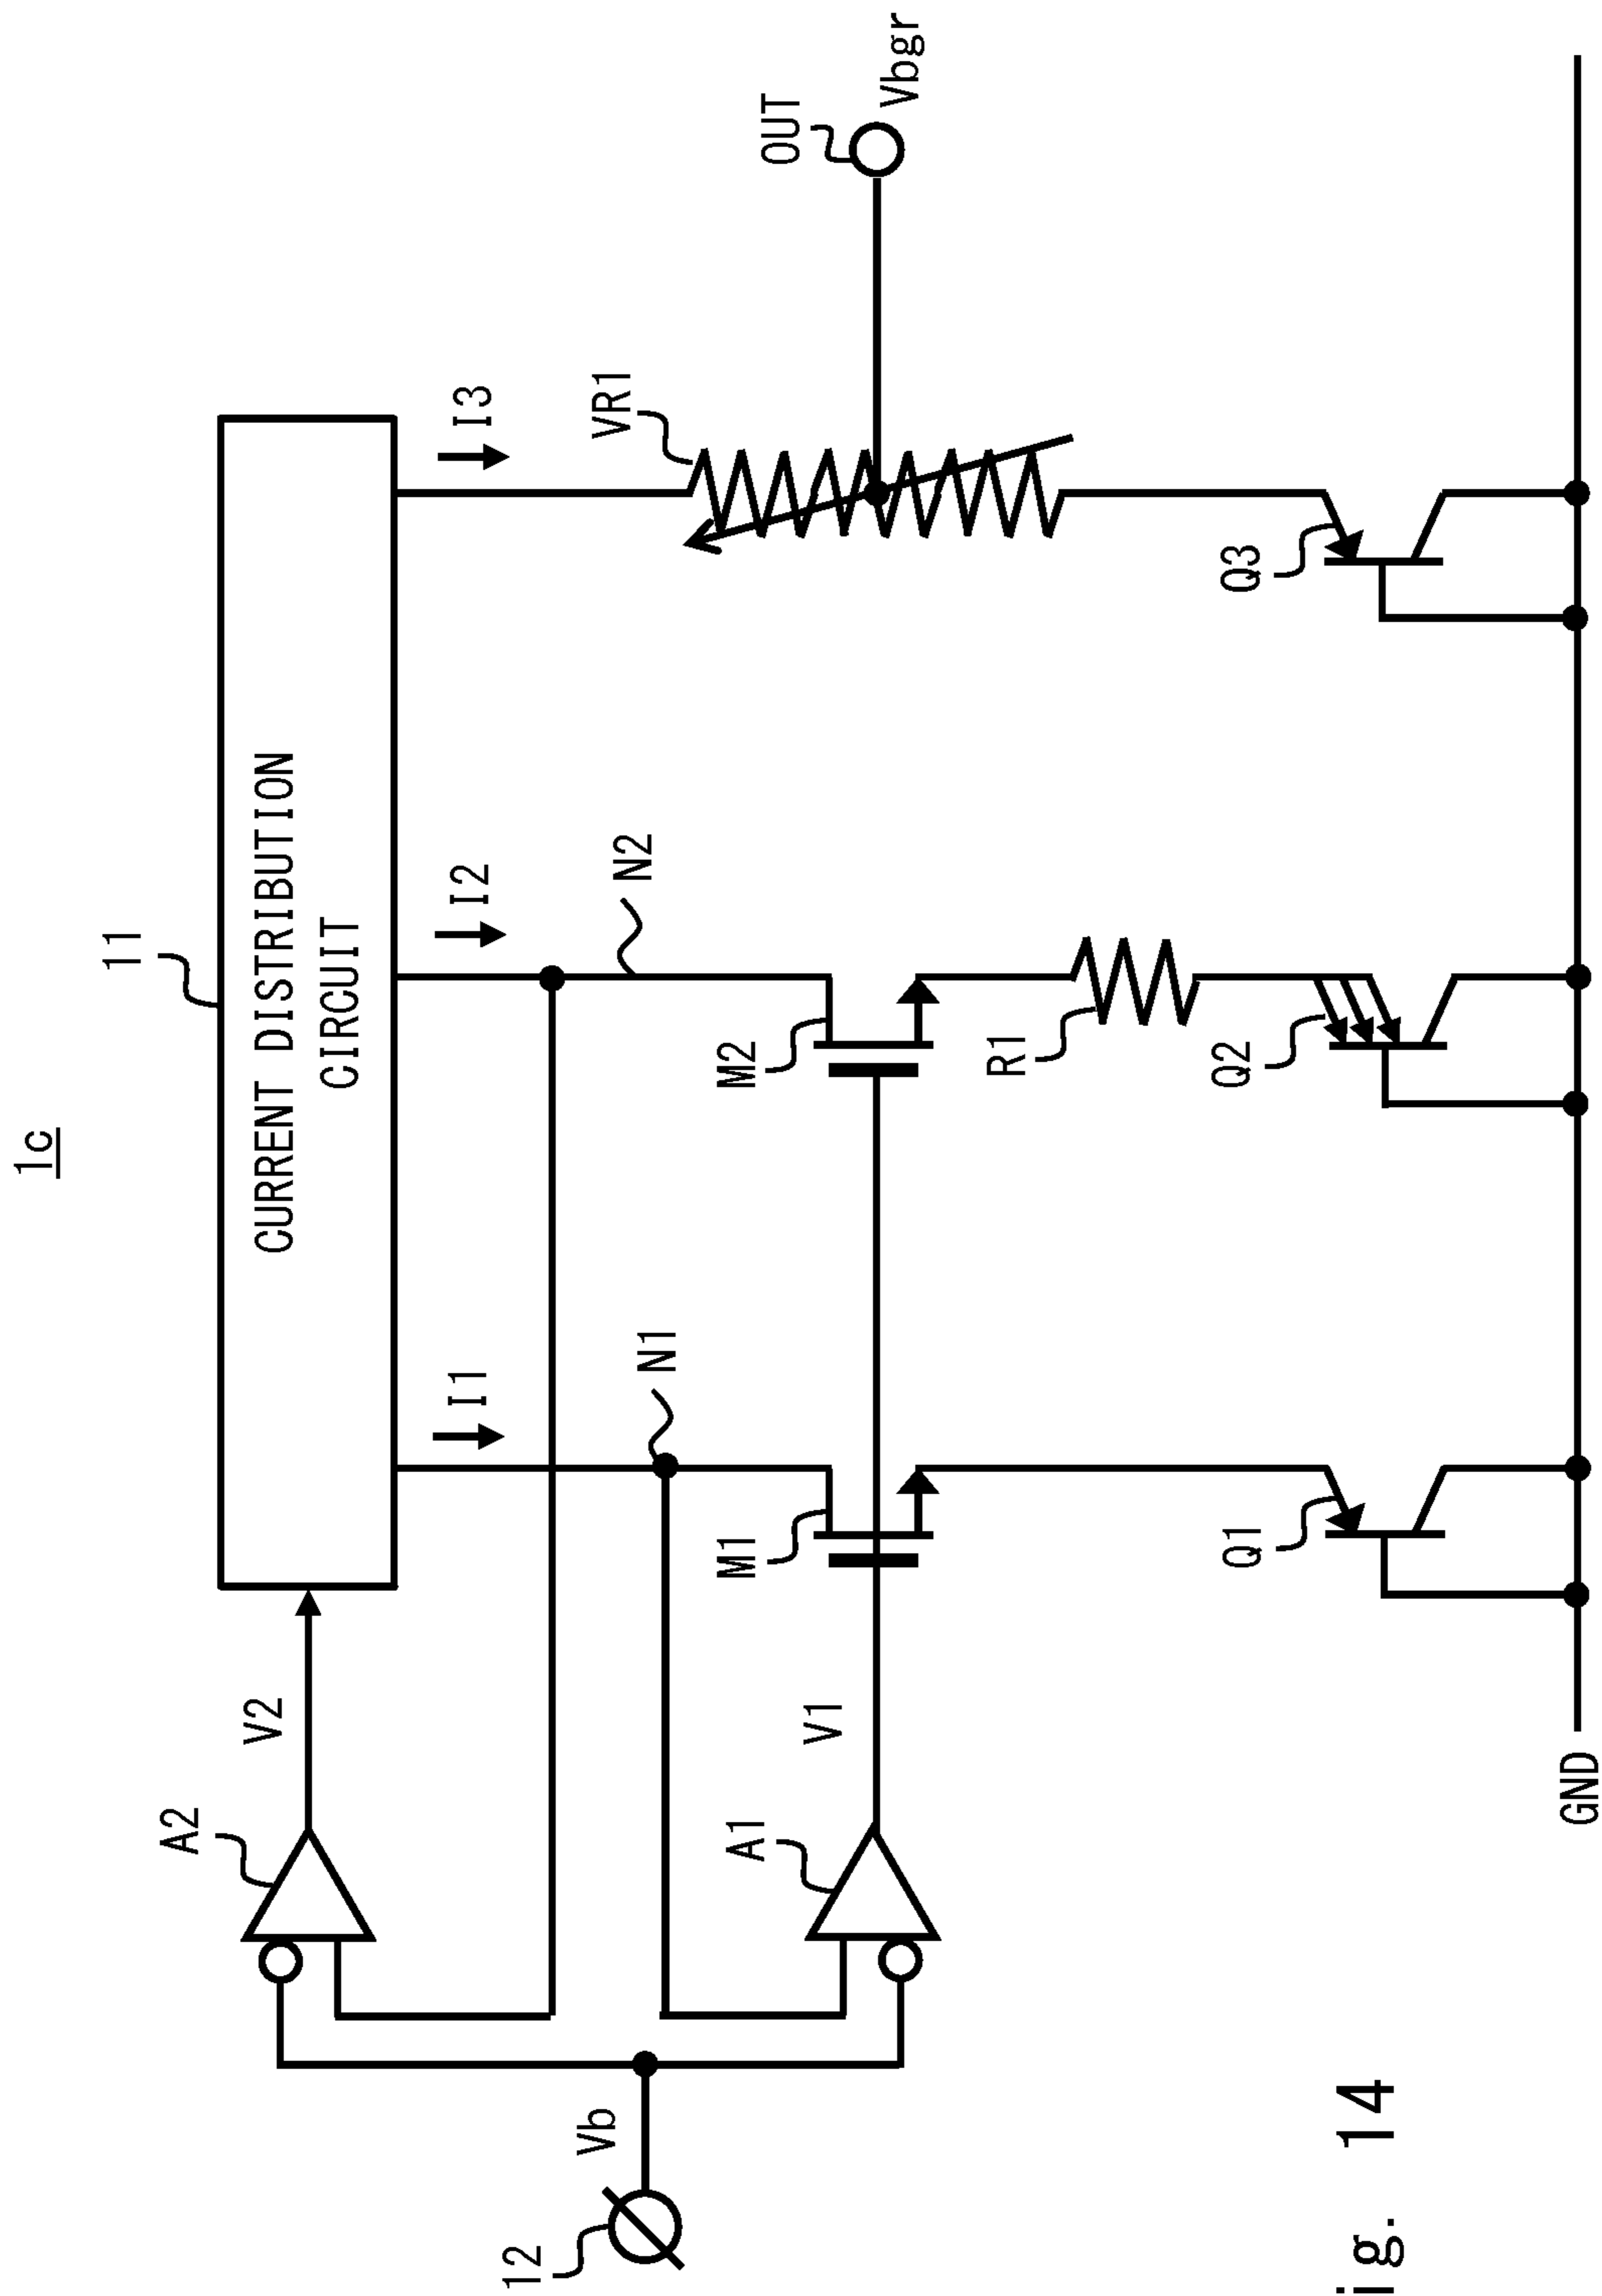 1c
11
CURRENT DISTRIBUTION
CIRCUIT
A2
V2
I1
I2
I3
N1
N2
VR1
OUT
Vbgr
12
Vb
A1
V1
M1
M2
R1
Q1
Q2
Q3
GND
ig. 14